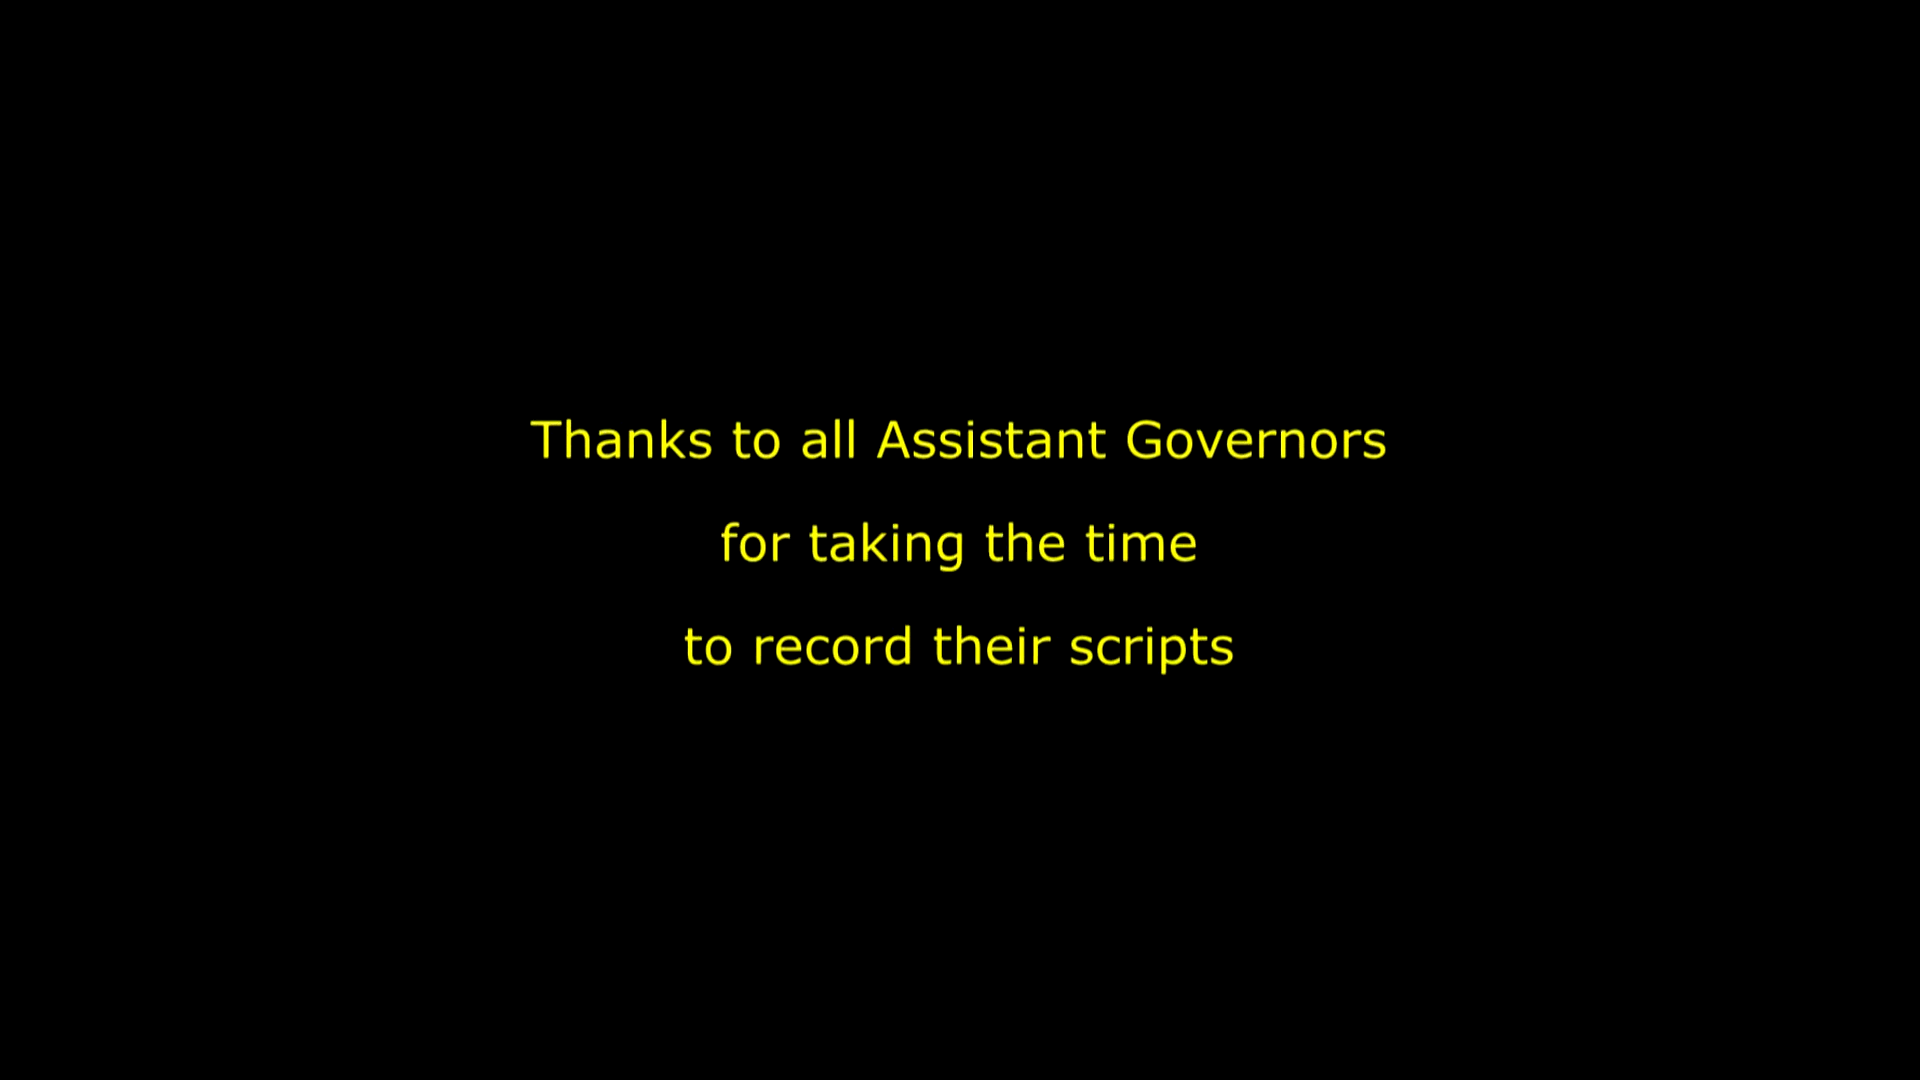 Thanks to all Assistant Governors
for taking the time
to record their scripts